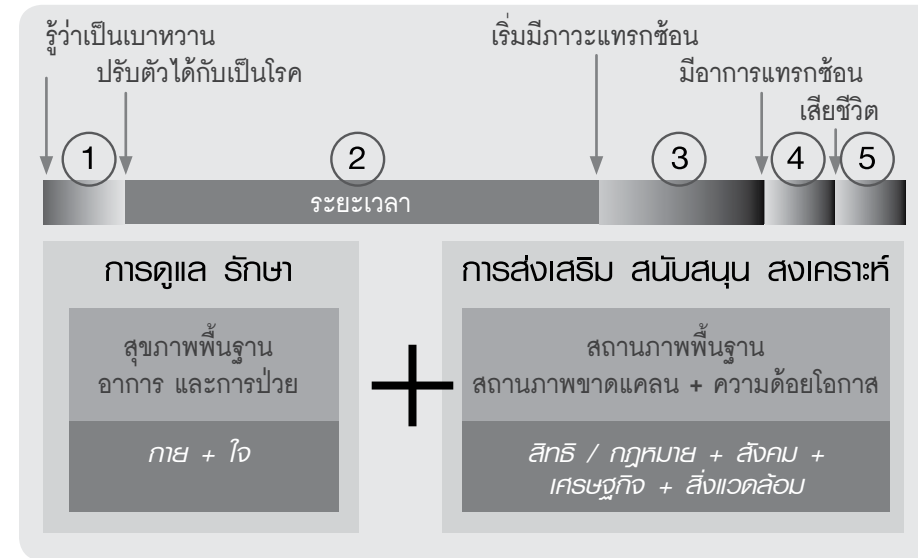 รู้ว่าเป็นเบาหวาน
ปรับตัวได้กับเป็นโรค
เริ่มมีภาวะแทรกซ้อน
มีอาการแทรกซ้อน
เสียชีวิต
1 2 3 4 5
ระยะเวลา
การดูแล รักษา
สุขภาพพื้นฐาน
อาการ และการป่วย
กาย + ใจ
+
การส่งเสริม สนับสนุน สงเคราะห์
สถานภาพพื้นฐาน
สถานภาพขาดแคลน + ความด้อยโอกาส
สิทธิ / กฎหมาย + สังคม +
เศรษฐกิจ + สิ่งแวดล้อม